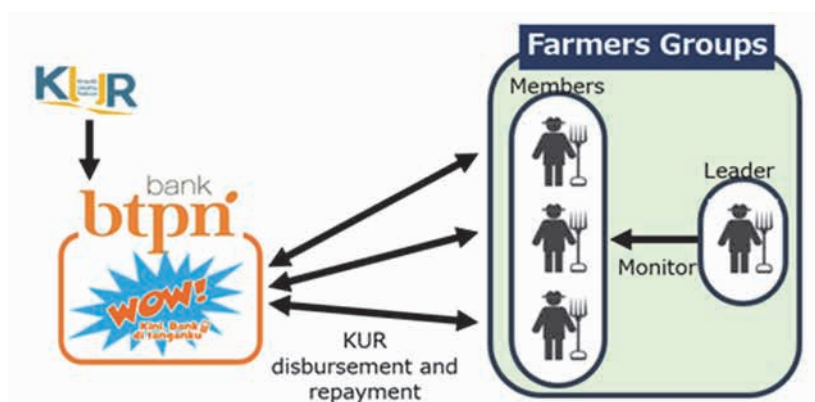 KUR
bank
btpn
WOW!
Kini, Bank
di tanganku
KUR
disbursement and
repayment
Farmers Groups
Members
Leader
Monitor